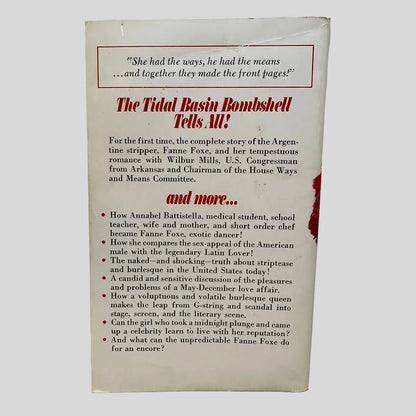 "She had the ways, he had the means
...and together they made the front pages!"
The Tidal Basin Bombshell
Tells All!
For the first time, the complete story of the Argen-
tine stripper, Fanne Foxe, and her tempestuous
romance with Wilbur Mills, U.S. Congressman
from Arkansas and Chairman of the House Ways
and Means Committee.
and more...
• How Annabel Battistella, medical student, school
teacher, wife and mother, and short order chef
became Fanne Foxe, exotic dancer!
• How she compares the sex-appeal of the American
male with the legendary Latin Lover!
• The naked—and shocking—truth about striptease
and burlesque in the United States today!
• A candid and sensitive discussion of the pleasures
and problems of a May-December love affair.
• How a voluptuous and volatile burlesque queen
makes the leap from G-string and scandal into
stage, screen, and the literary scene.
• Can the girl who took a midnight plunge and came
up a celebrity learn to live with her reputation?
• And what can the unpredictable Fanne Foxe do
for an encore?